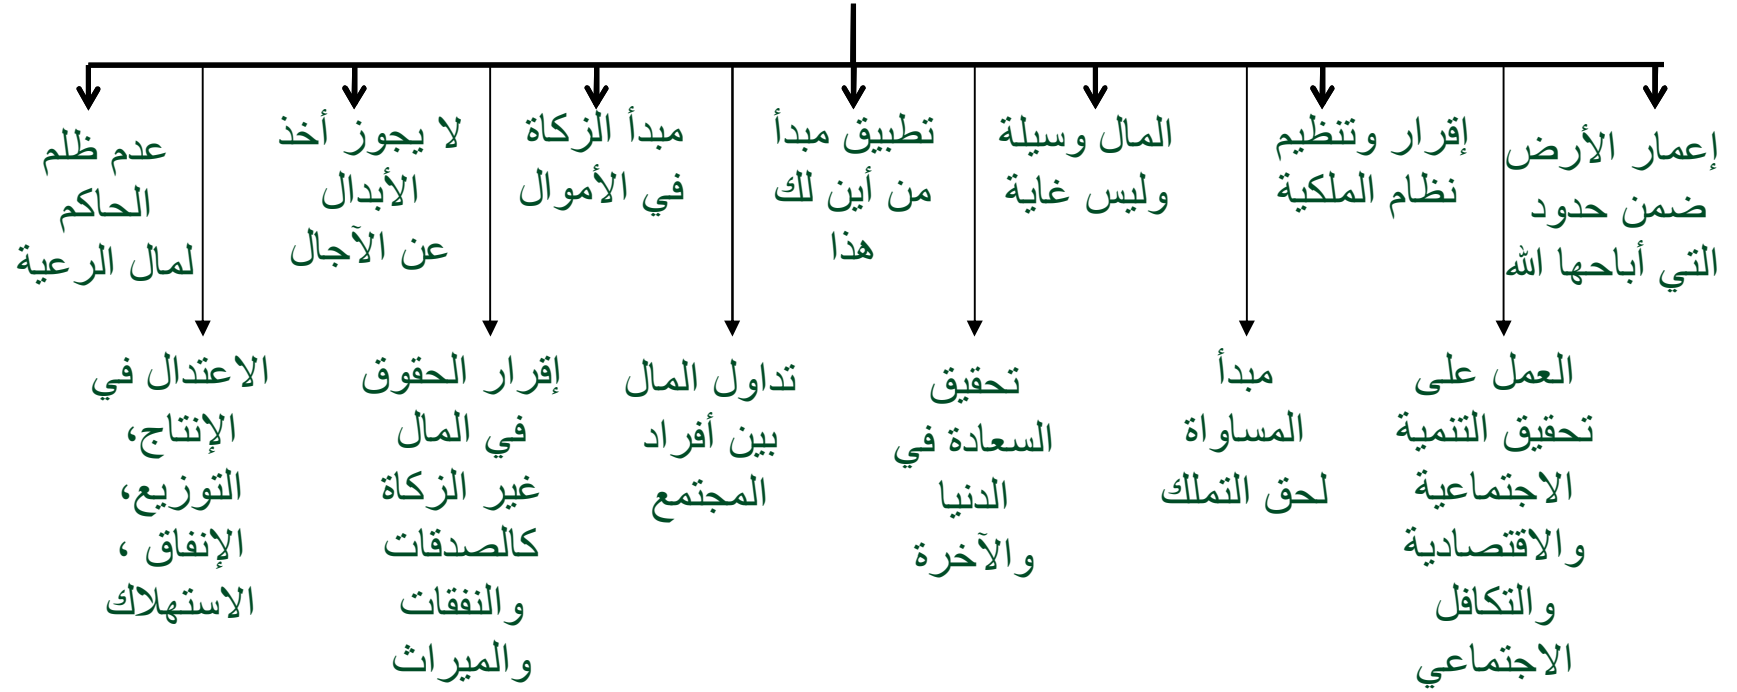 إعمار الأرض
ضمن حدود
التي أباحها الله
العمل على
تحقيق التنمية
الاجتماعية
والاقتصادية
والتكافل
الاجتماعي
إقرار وتنظيم
نظام الملكية
مبدأ
المساواة
لحق التملك
المال وسيلة
وليس غاية
تحقيق
السعادة في
الدنيا
والآخرة
تطبيق مبدأ
من أين لك
هذا
تداول المال
بين أفراد
المجتمع
مبدأ الزكاة
في الأموال
إقرار الحقوق
في المال
غير الزكاة
كالصدقات
والنفقات
والميراث
لا يجوز أخذ
الأبدال
عن الآجال
الاعتدال في
الإنتاج،
التوزيع،
الإنفاق ،
الاستهلاك
عدم ظلم
الحاكم
لمال الرعية